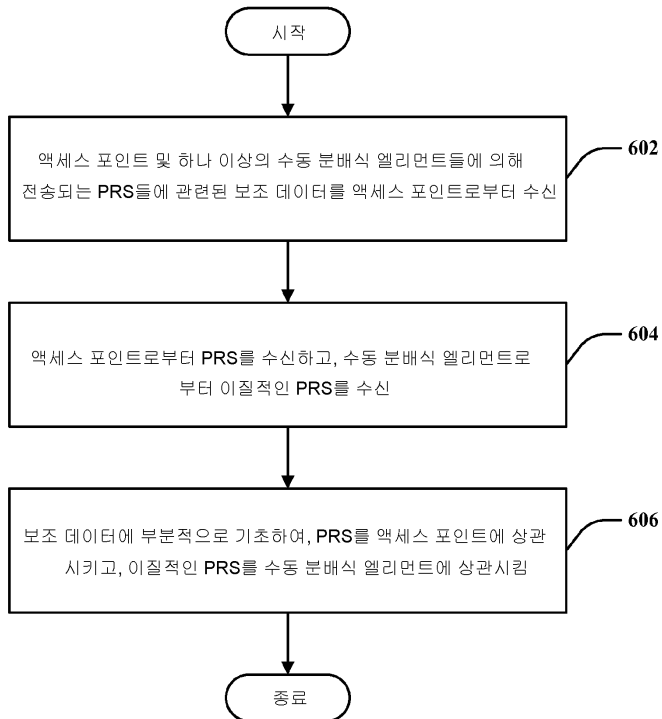 시작
액세스 포인트 및 하나 이상의 수동 분배식 엘리먼트들에 의해
전송되는 PRS들에 관련된 보조 데이터를 액세스 포인트로부터 수신
602
액세스 포인트로부터 PRS를 수신하고, 수동 분배식 엘리먼트로
부터 이질적인 PRS를 수신
604
보조 데이터에 부분적으로 기초하여, PRS를 액세스 포인트에 상관
시키고, 이질적인 PRS를 수동 분배식 엘리먼트에 상관시킴
606
종료